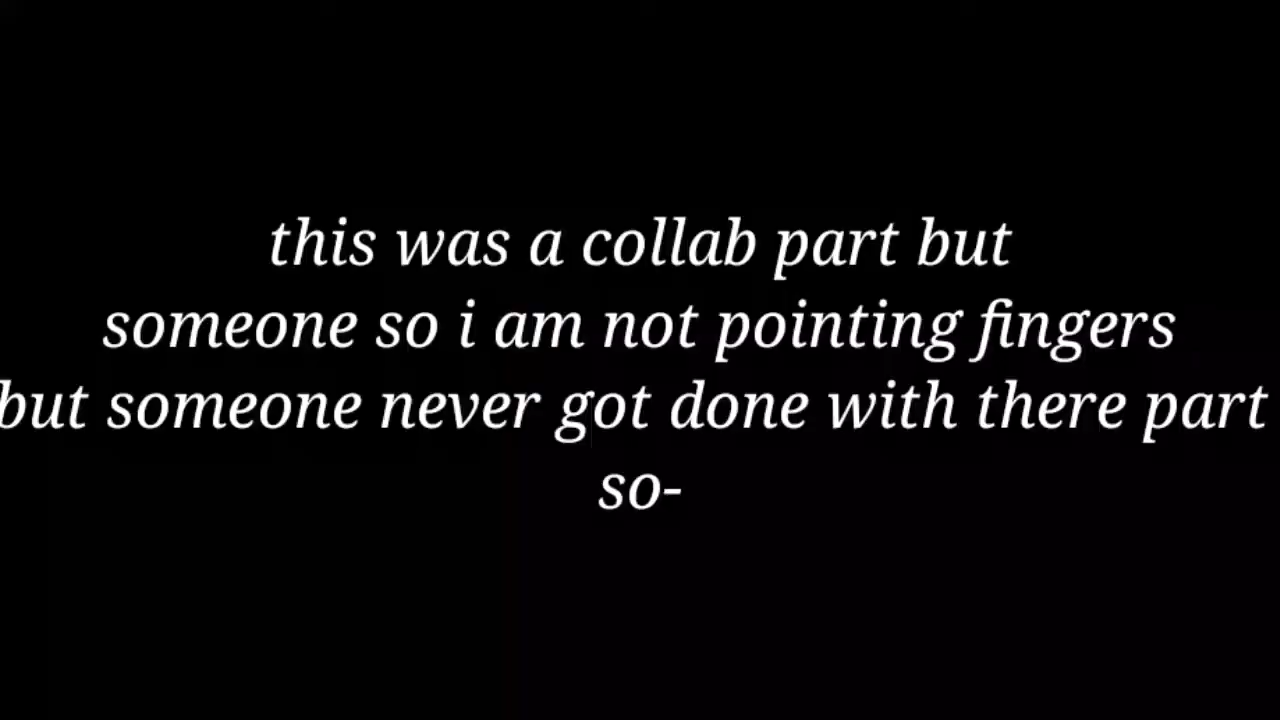 this was a collab part but
someone so i am not pointing fingers
but someone never got done with there part
so-